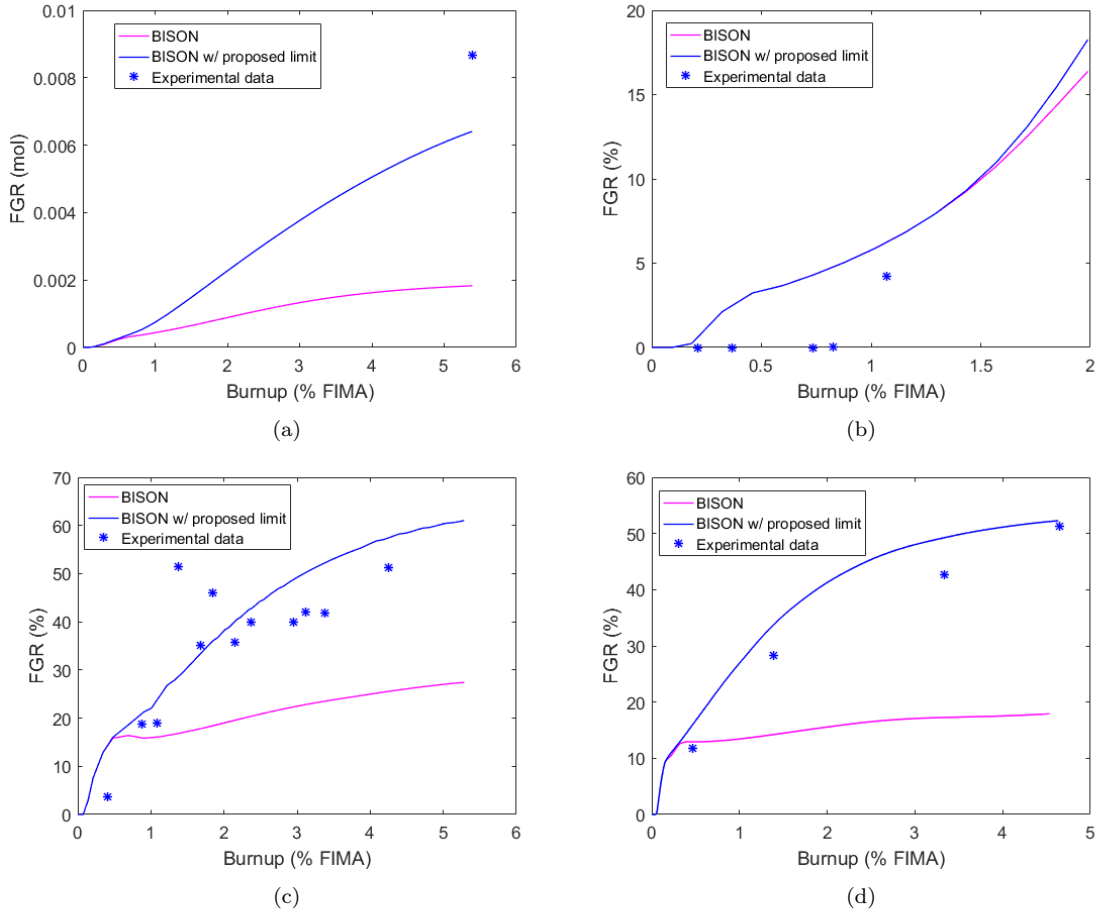 0.01
0.008
0.006
0.004
0.002
0
FGR (mol)
BISON
BISON w/ proposed limit
Experimental data
0 1 2 3 4 5 6
Burnup (% FIMA)
(a)
20
15
10
5
0
FGR (%)
BISON
BISON w/ proposed limit
Experimental data
0 0.5 1 1.5 2
Burnup (% FIMA)
(b)
70
60
50
40
30
20
10
0
FGR (%)
BISON
BISON w/ proposed limit
Experimental data
0 1 2 3 4 5 6
Burnup (% FIMA)
(c)
60
50
40
30
20
10
0
FGR (%)
BISON
BISON w/ proposed limit
Experimental data
0 1 2 3 4 5
Burnup (% FIMA)
(d)